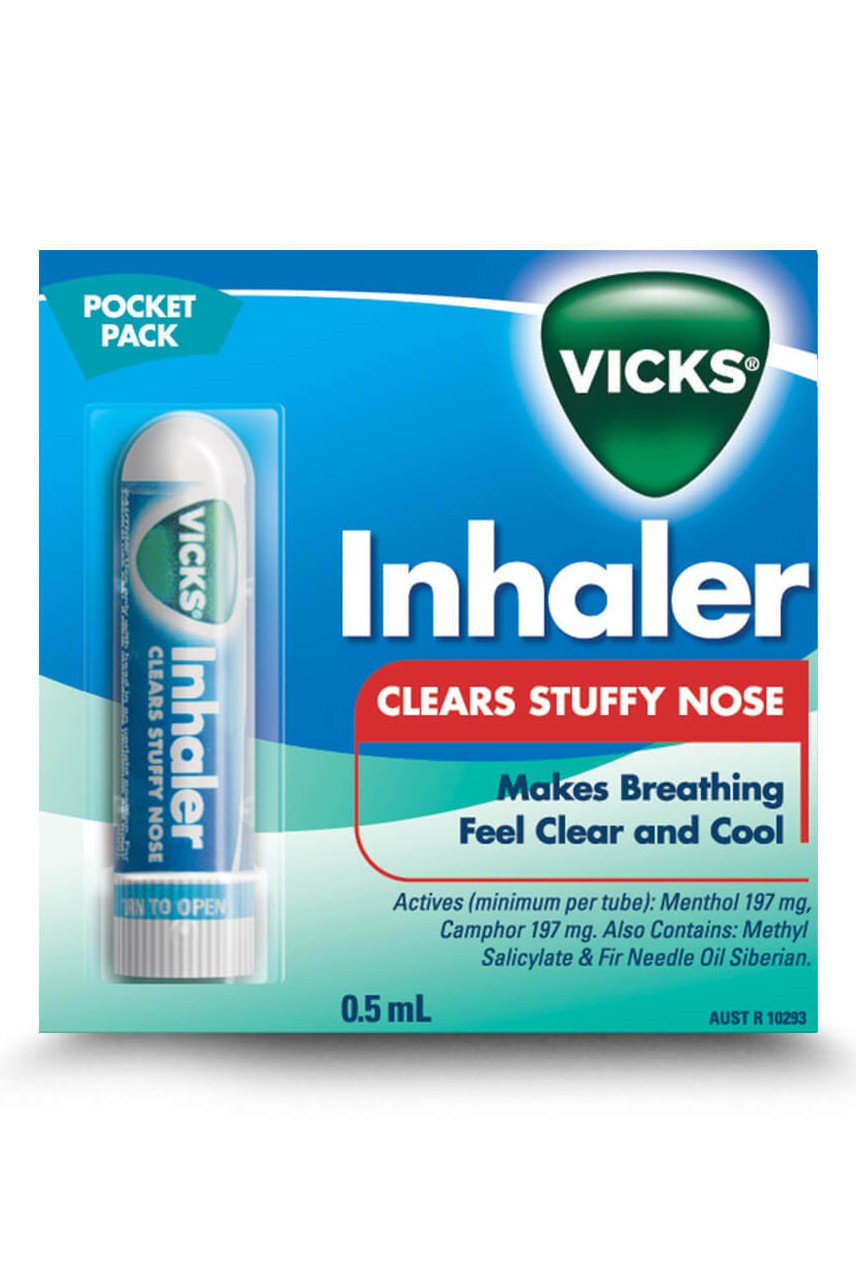 POCKET
PACK
VICKS®
Inhaler
CLEARS STUFFY NOSE
Makes Breathing
Feel Clear and Cool
Actives (minimum per tube): Menthol 197 mg,
Camphor 197 mg. Also Contains: Methyl
Salicylate & Fir Needle Oil Siberian.
0.5 mL
AUST R 10293
VICKS®
Inhaler
CLEARS STUFFY NOSE
TO OPEN